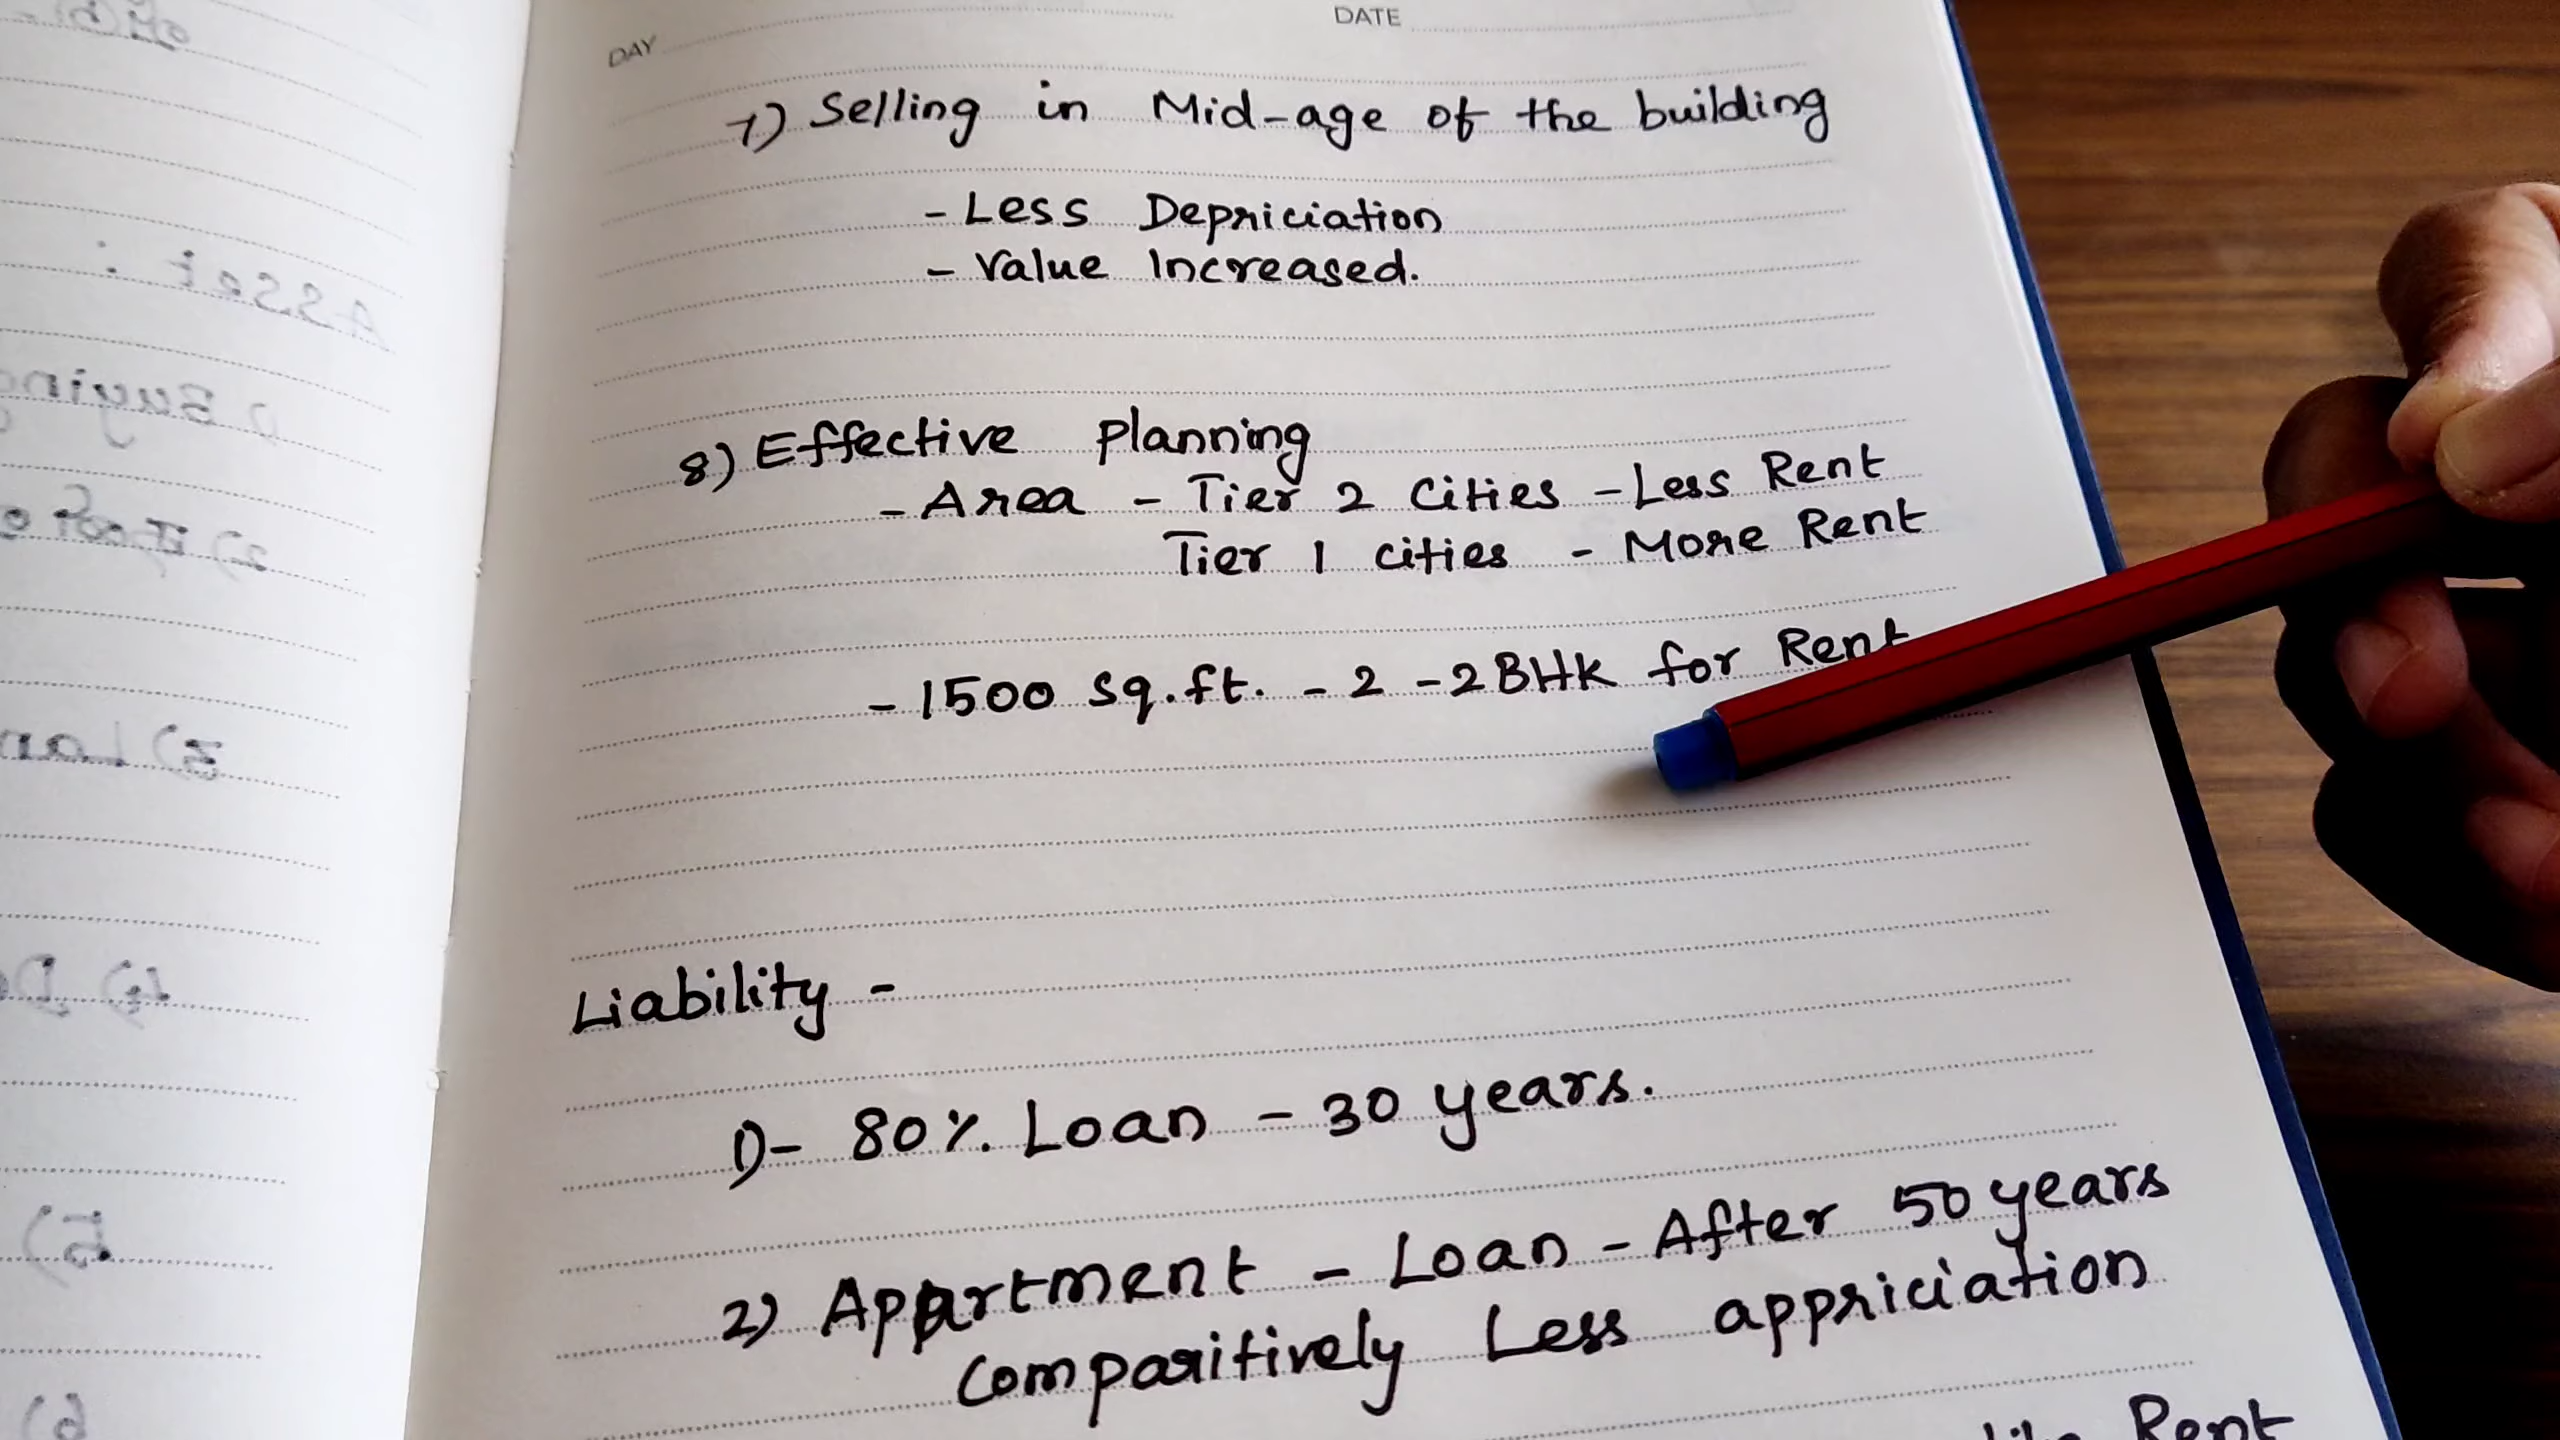 DAY
DATE
7) Selling in Mid-age of the building
- Less Depriciation
- Value Increased.
8) Effective planning
- Area - Tier 2 Cities - Less Rent
Tier 1 cities - More Rent
- 1500 sq.ft. - 2 - 2BHK for Rent
Liability -
1)- 80% Loan - 30 years.
2) Appartment - Loan - After 50 years
comparitively Less appriciation
Rent